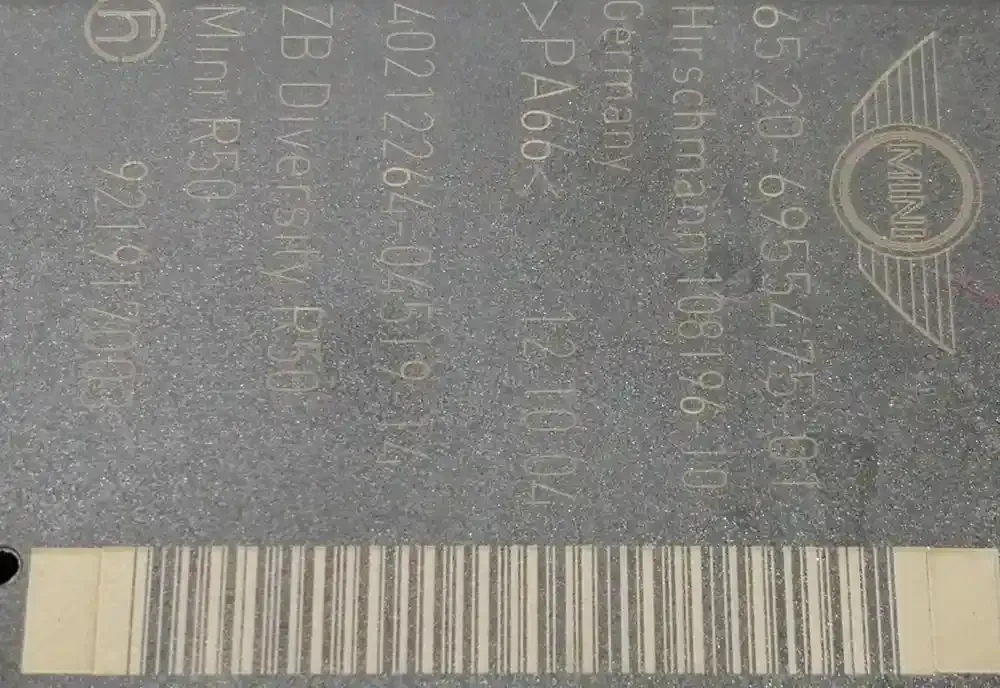 MINI
65.20-6955475-01
Hirschmann 108196-10
Germany
>PA66< 12 10 04
40212264-04519-14
ZB Diversity R50
Mini R50
h 921917003